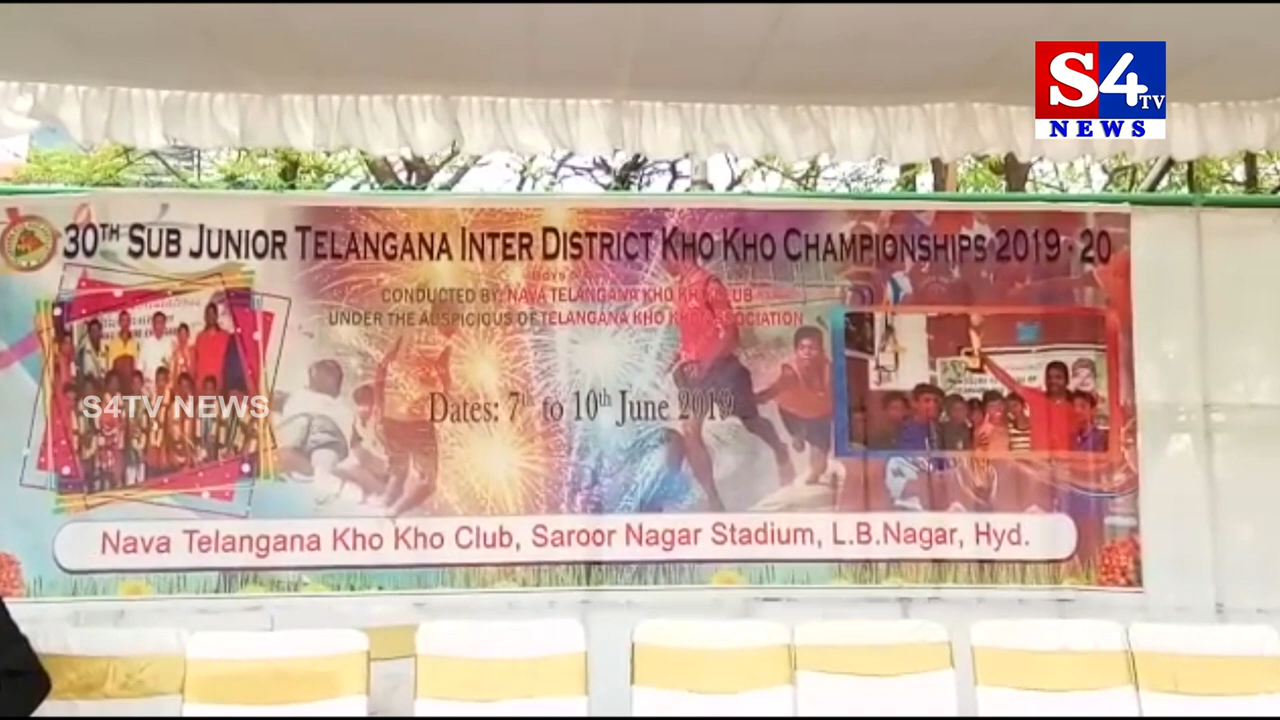 S4
TV
NEWS
30TH SUB JUNIOR TELANGANA INTER DISTRICT KHO KHO CHAMPIONSHIPS 2019 - 20
CONDUCTED BY: NAVA TELANGANA KHO KHO CLUB
UNDER THE AUSPICIOUS OF TELANGANA KHO KHO ASSOCIATION
S4TV NEWS
Dates: 7th to 10th June 2019
Nava Telangana Kho Kho Club, Saroor Nagar Stadium, L.B.Nagar, Hyd.